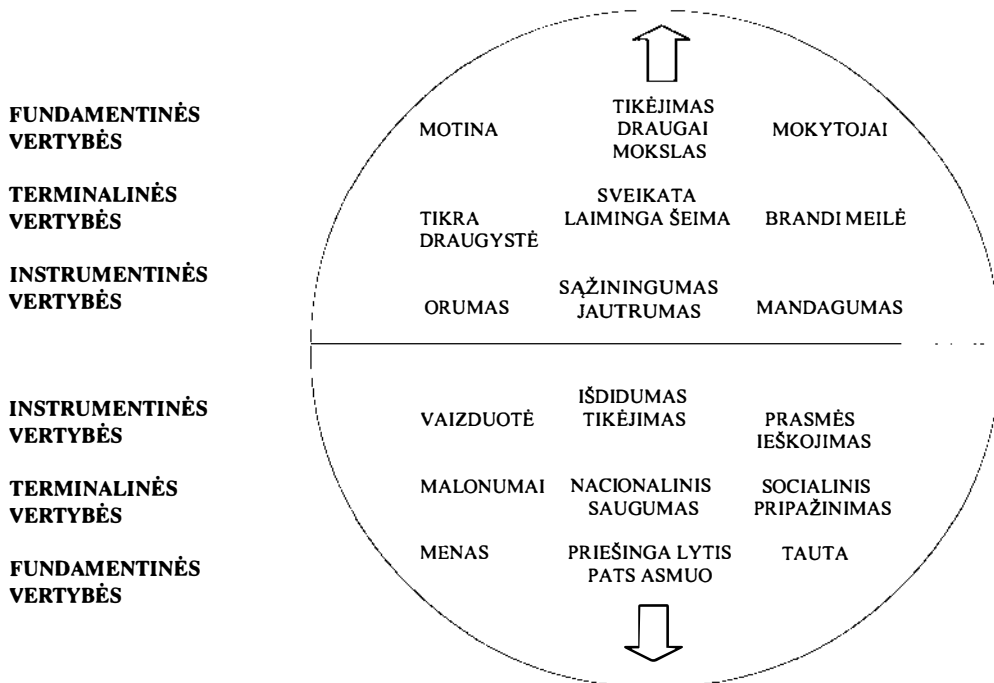 FUNDAMENTINĖS
VERTYBĖS
MOTINA
TIKĖJIMAS
DRAUGAI
MOKSLAS
MOKYTOJAI
TERMINALINĖS
VERTYBĖS
TIKRA
DRAUGYSTĖ
SVEIKATA
LAIMINGA ŠEIMA
BRANDI MEILĖ
INSTRUMENTINĖS
VERTYBĖS
ORUMAS
SĄŽININGUMAS
JAUTRUMAS
MANDAGUMAS
INSTRUMENTINĖS
VERTYBĖS
VAIZDUOTĖ
IŠDIDUMAS
TIKĖJIMAS
PRASMĖS
IEŠKOJIMAS
TERMINALINĖS
VERTYBĖS
MALONUMAI
NACIONALINIS
SAUGUMAS
SOCIALINIS
PRIPAŽINIMAS
FUNDAMENTINĖS
VERTYBĖS
MENAS
PRIEŠINGA LYTIS
PATS ASMUO
TAUTA